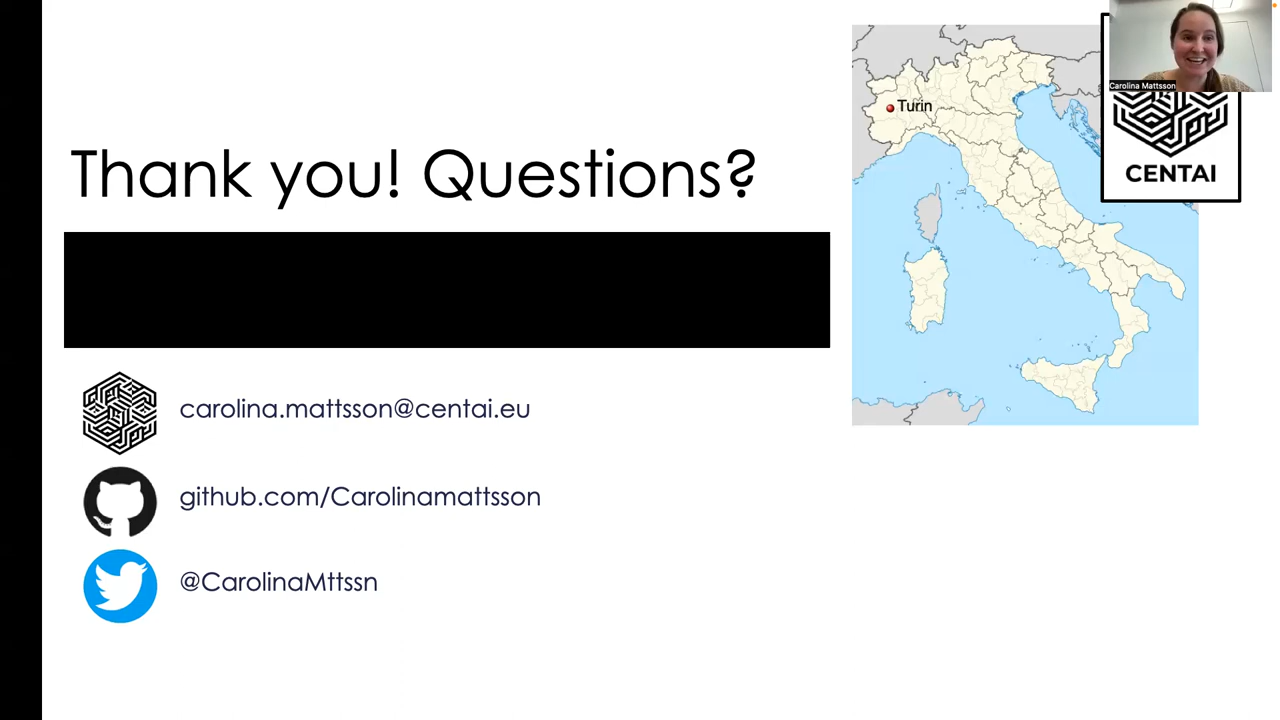 Thank you! Questions?
carolina.mattsson@centai.eu
github.com/Carolinamattsson
@CarolinaMttssn
Turin
Carolina Mattsson
CENTAI